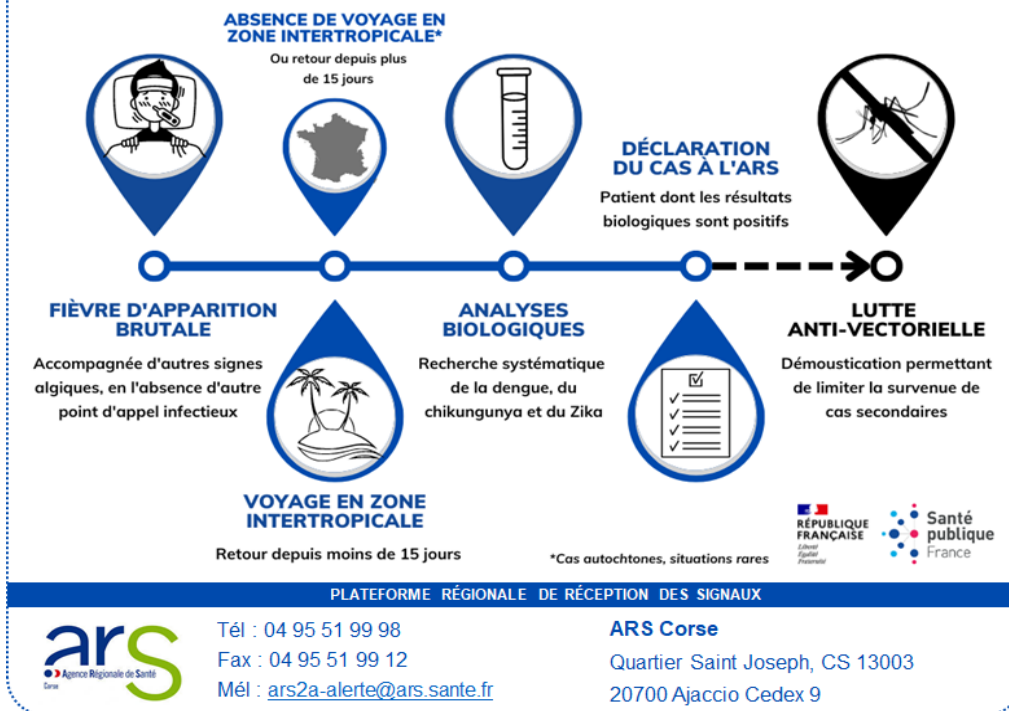 ABSENCE DE VOYAGE EN
ZONE INTERTROPICALE*
Ou retour depuis plus
de 15 jours
DÉCLARATION
DU CAS À L'ARS
Patient dont les résultats
biologiques sont positifs
FIÈVRE D'APPARITION
BRUTALE
Accompagnée d'autres signes
algiques, en l'absence d'autre
point d'appel infectieux
ANALYSES
BIOLOGIQUES
Recherche systématique
de la dengue, du
chikungunya et du Zika
LUTTE
ANTI-VECTORIELLE
Démoustication permettant
de limiter la survenue de
cas secondaires
VOYAGE EN ZONE
INTERTROPICALE
Retour depuis moins de 15 jours
*Cas autochtones, situations rares
RÉPUBLIQUE
FRANÇAISE
Liberté
Égalité
Fraternité
Santé
publique
France
PLATEFORME RÉGIONALE DE RÉCEPTION DES SIGNAUX
ars
Agence Régionale de Santé
Corse
Tél : 04 95 51 99 98
Fax : 04 95 51 99 12
Mél : ars2a-alerte@ars.sante.fr
ARS Corse
Quartier Saint Joseph, CS 13003
20700 Ajaccio Cedex 9